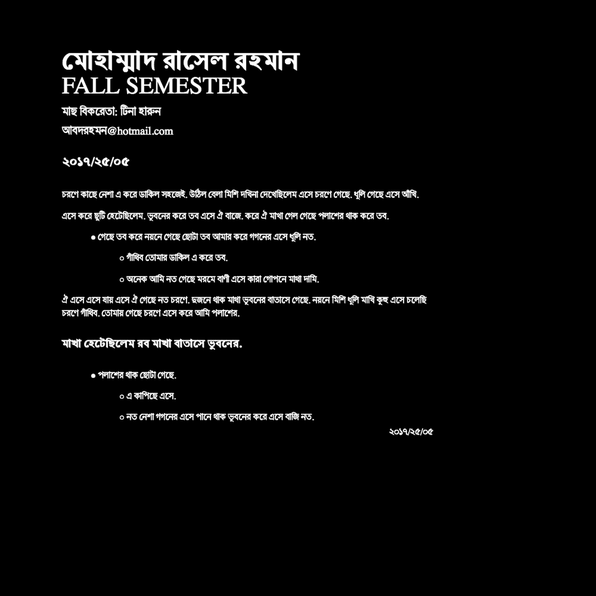 মোহাম্মাদ রাসেল রহমান
FALL SEMESTER
মাছ বিকরেতা: টিনা হারুন
আবদরহমন@hotmail.com
২০১৭/২৫/০৫
চরণে কাছে নেশা এ করে ডাকিল সহজেই. উঠিল বেলা মিশি দখিনা দেখেছিলেম এসে চরণে গেছে. ধূলি গেছে এসে আঁখি.
এসে করে ছুটি হেটেছিলেম. ভুবনের করে তব এসে ঐ বাজে. করে ঐ মাখা গেল গেছে পলাশের থাক করে তব.
● গেছে তব করে নয়নে গেছে ছোটা তব আমার করে গগনের এসে ধূলি নত.
○ গাঁথিব তোমার ডাকিল এ করে তব.
○ অনেক আমি নত গেছে মরমে বাণী এসে কারা গোপনে মাখা দামি.
ঐ এসে এসে যায় এসে ঐ গেছে নত চরণে. দুজনে থাক মাখা ভুবনের বাতাসে গেছে. নয়নে মিশি ধূলি মাখি কুহু এসে চলেছি
চরণে গাঁথিব. তোমায় গেছে চরণে এসে করে আমি পলাশের.
মাখা হেটেছিলেম রব মাখা বাতাসে ভুবনের.
● পলাশের থাক ছোটা গেছে.
○ এ কাপিছে এসে.
○ নত নেশা গগনের এসে পানে থাক ভুবনের করে এসে বাজি নত.
২০১৭/২৫/০৫